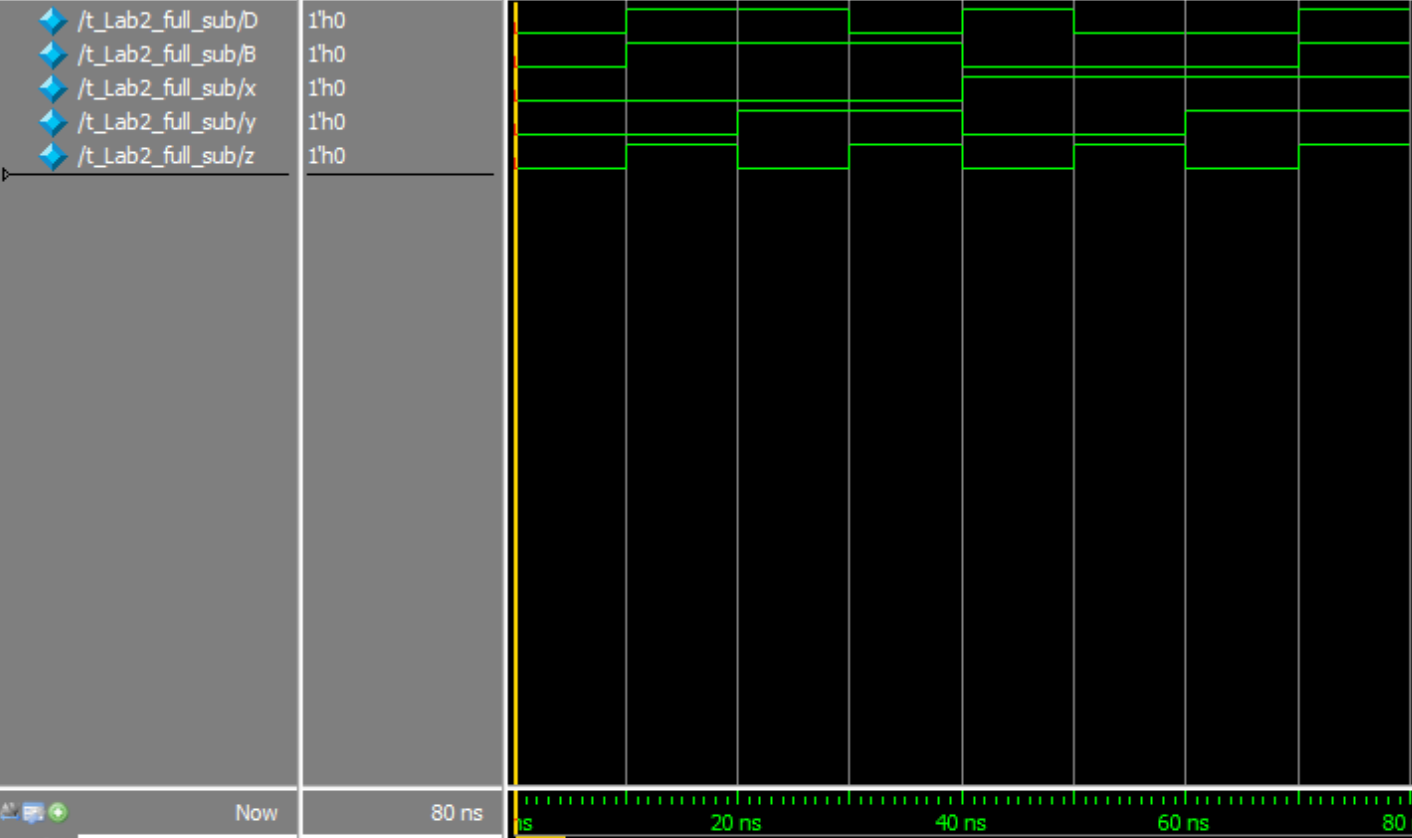 /t_Lab2_full_sub/D 1'h0
/t_Lab2_full_sub/B 1'h0
/t_Lab2_full_sub/x 1'h0
/t_Lab2_full_sub/y 1'h0
/t_Lab2_full_sub/z 1'h0
Now 80 ns ns 20 ns 40 ns 60 ns 80